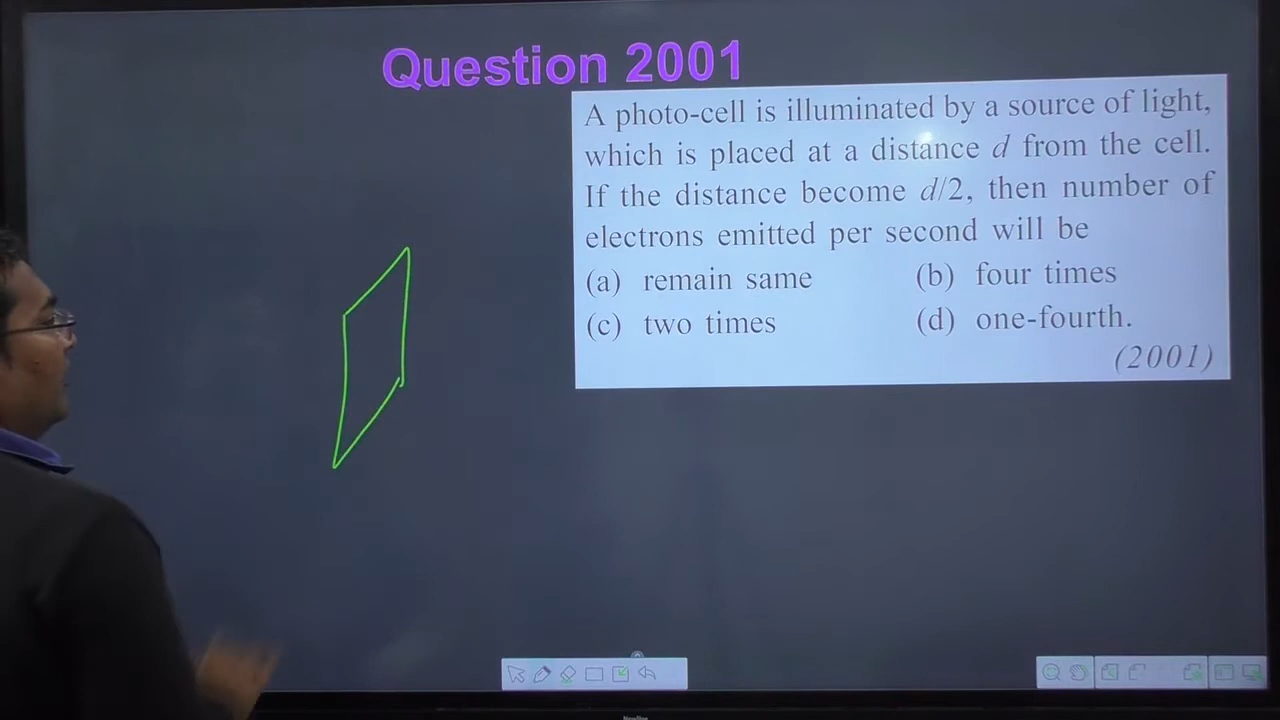 Question 2001
A photo-cell is illuminated by a source of light,
which is placed at a distance d from the cell.
If the distance become d/2, then number of
electrons emitted per second will be
(a) remain same (b) four times
(c) two times (d) one-fourth.
(2001)